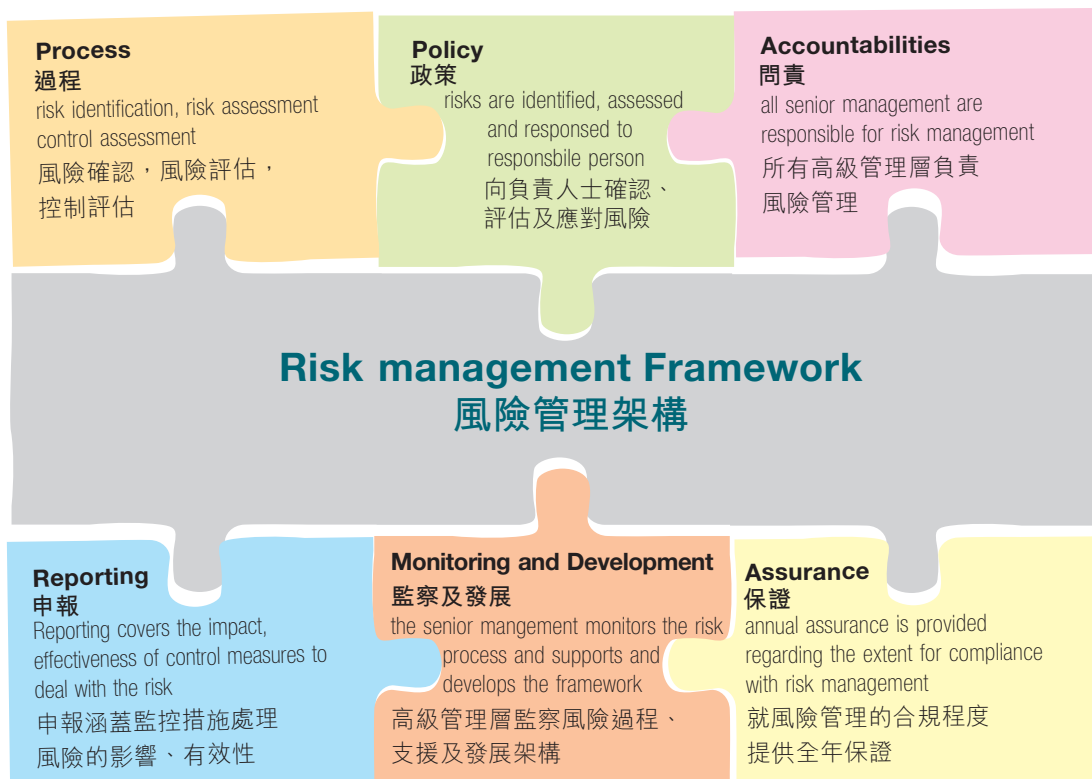 Process
過程
risk identification, risk assessment
control assessment
風險確認，風險評估，
控制評估
Policy
政策
risks are identified, assessed
and responsed to
responsbile person
向負責人士確認、
評估及應對風險
Accountabilities
問責
all senior management are
responsible for risk management
所有高級管理層負責
風險管理
Risk management Framework
風險管理架構
Reporting
申報
Reporting covers the impact,
effectiveness of control measures to
deal with the risk
申報涵蓋監控措施處理
風險的影響、有效性
Monitoring and Development
監察及發展
the senior mangement monitors the risk
process and supports and
develops the framework
高級管理層監察風險過程、
支援及發展架構
Assurance
保證
annual assurance is provided
regarding the extent for compliance
with risk management
就風險管理的合規程度
提供全年保證